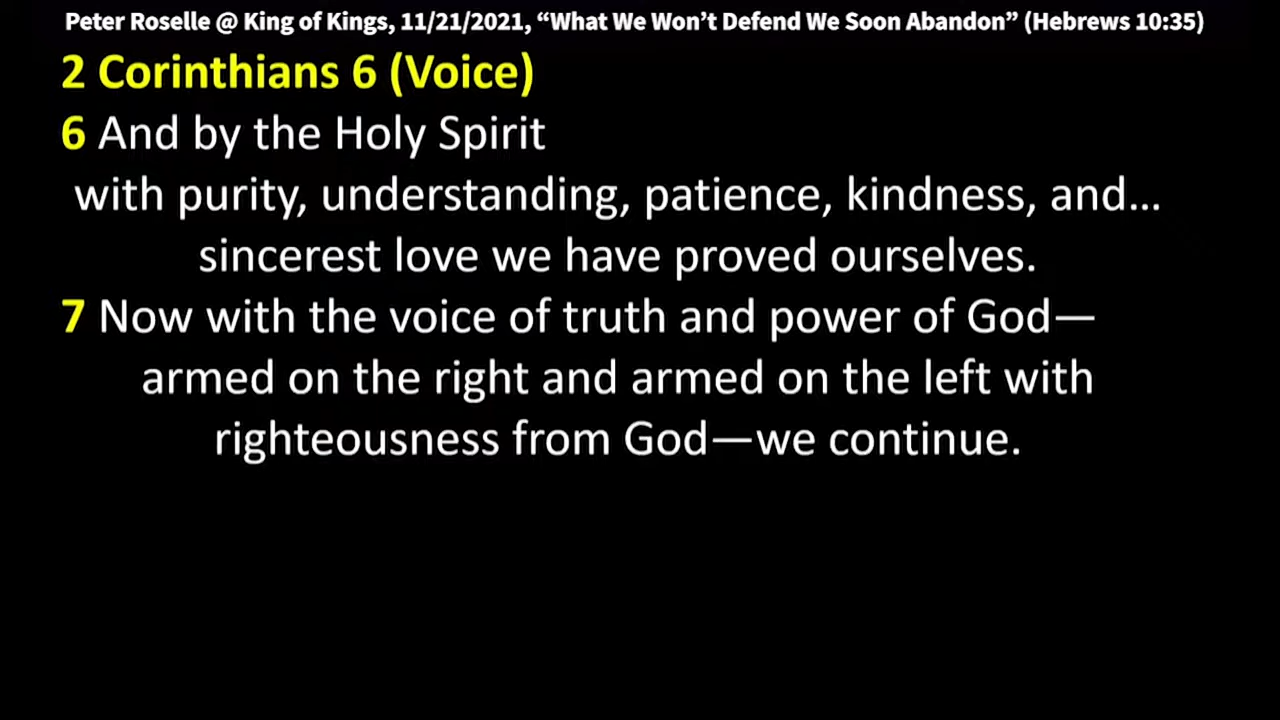 Peter Roselle @ King of Kings, 11/21/2021, “What We Won’t Defend We Soon Abandon” (Hebrews 10:35)
2 Corinthians 6 (Voice)
6 And by the Holy Spirit
with purity, understanding, patience, kindness, and…
sincerest love we have proved ourselves.
7 Now with the voice of truth and power of God—
armed on the right and armed on the left with
righteousness from God—we continue.